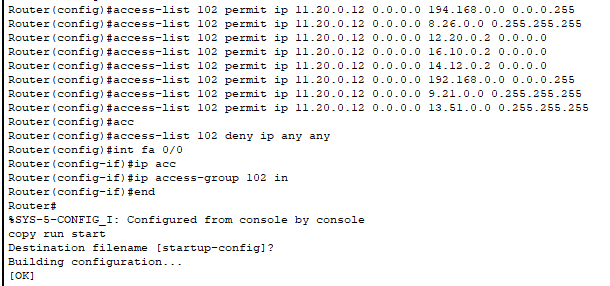 Router(config)#access-list 102 permit ip 11.20.0.12 0.0.0.0 194.168.0.0 0.0.0.255
Router(config)#access-list 102 permit ip 11.20.0.12 0.0.0.0 8.26.0.0 0.255.255.255
Router(config)#access-list 102 permit ip 11.20.0.12 0.0.0.0 12.20.0.2 0.0.0.0
Router(config)#access-list 102 permit ip 11.20.0.12 0.0.0.0 16.10.0.2 0.0.0.0
Router(config)#access-list 102 permit ip 11.20.0.12 0.0.0.0 14.12.0.2 0.0.0.0
Router(config)#access-list 102 permit ip 11.20.0.12 0.0.0.0 192.168.0.0 0.0.0.255
Router(config)#access-list 102 permit ip 11.20.0.12 0.0.0.0 9.21.0.0 0.255.255.255
Router(config)#access-list 102 permit ip 11.20.0.12 0.0.0.0 13.51.0.0 0.255.255.255
Router(config)#acc
Router(config)#access-list 102 deny ip any any
Router(config)#int fa 0/0
Router(config-if)#ip acc
Router(config-if)#ip access-group 102 in
Router(config-if)#end
Router#
%SYS-5-CONFIG_I: Configured from console by console
copy run start
Destination filename [startup-config]?
Building configuration...
[OK]